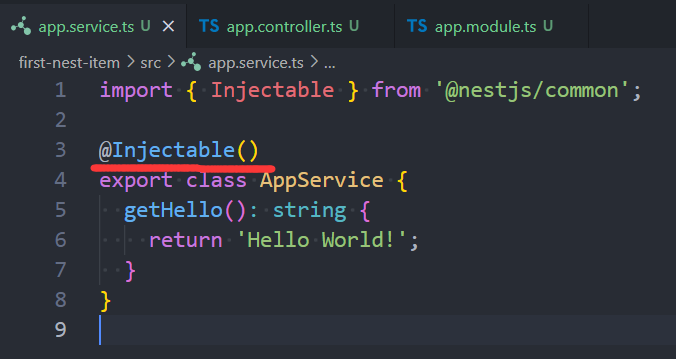 app.service.ts U × TS app.controller.ts U TS app.module.ts U
first-nest-item > src > app.service.ts > ...
1 import { Injectable } from '@nestjs/common';
2
3 @Injectable()
4 export class AppService {
5 getHello(): string {
6 return 'Hello World!';
7 }
8 }
9